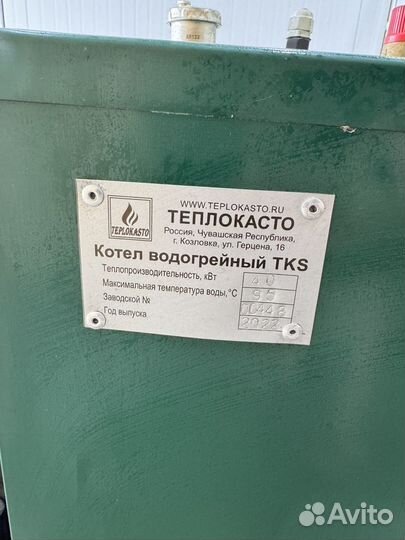 WWW.TEPLOKASTO.RU
ТЕПЛОКАСТО
TEPLOKASTO
Россия, Чувашская Республика,
г. Козловка, ул. Герцена, 16
Котел водогрейный TKS
Теплопроизводительность, кВт 40
Максимальная температура воды,°С 95
Заводской №
Год выпуска 2022
Avito